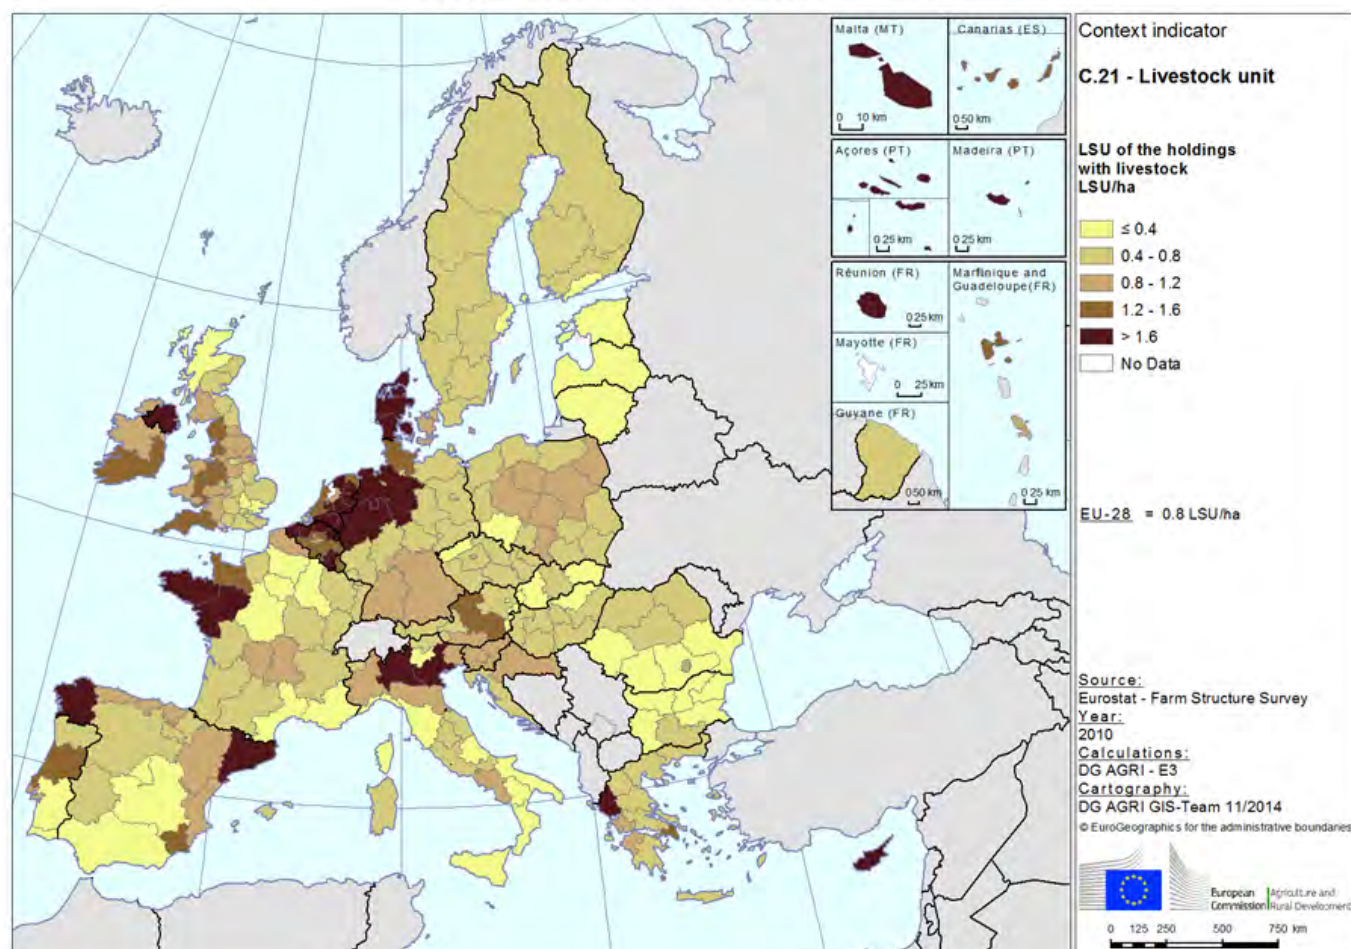 Malta (MT)
0 10 km
Canarias (ES)
0 50 km
Açores (PT)
0 25 km
Madeira (PT)
0 25 km
Réunion (FR)
0 25 km
Mayotte (FR)
0 25 km
Guyane (FR)
0 50 km
Martinique and
Guadeloupe(FR)
0 25 km
Context indicator
C.21 - Livestock unit
LSU of the holdings
with livestock
LSU/ha
≤ 0.4
0.4 - 0.8
0.8 - 1.2
1.2 - 1.6
> 1.6
No Data
EU-28 = 0.8 LSU/ha
Source:
Eurostat - Farm Structure Survey
Year:
2010
Calculations:
DG AGRI - E3
Cartography:
DG AGRI GIS-Team 11/2014
© EuroGeographics for the administrative boundaries
European
Commission
Agriculture and
Rural Development
0 125 250 500 750 km